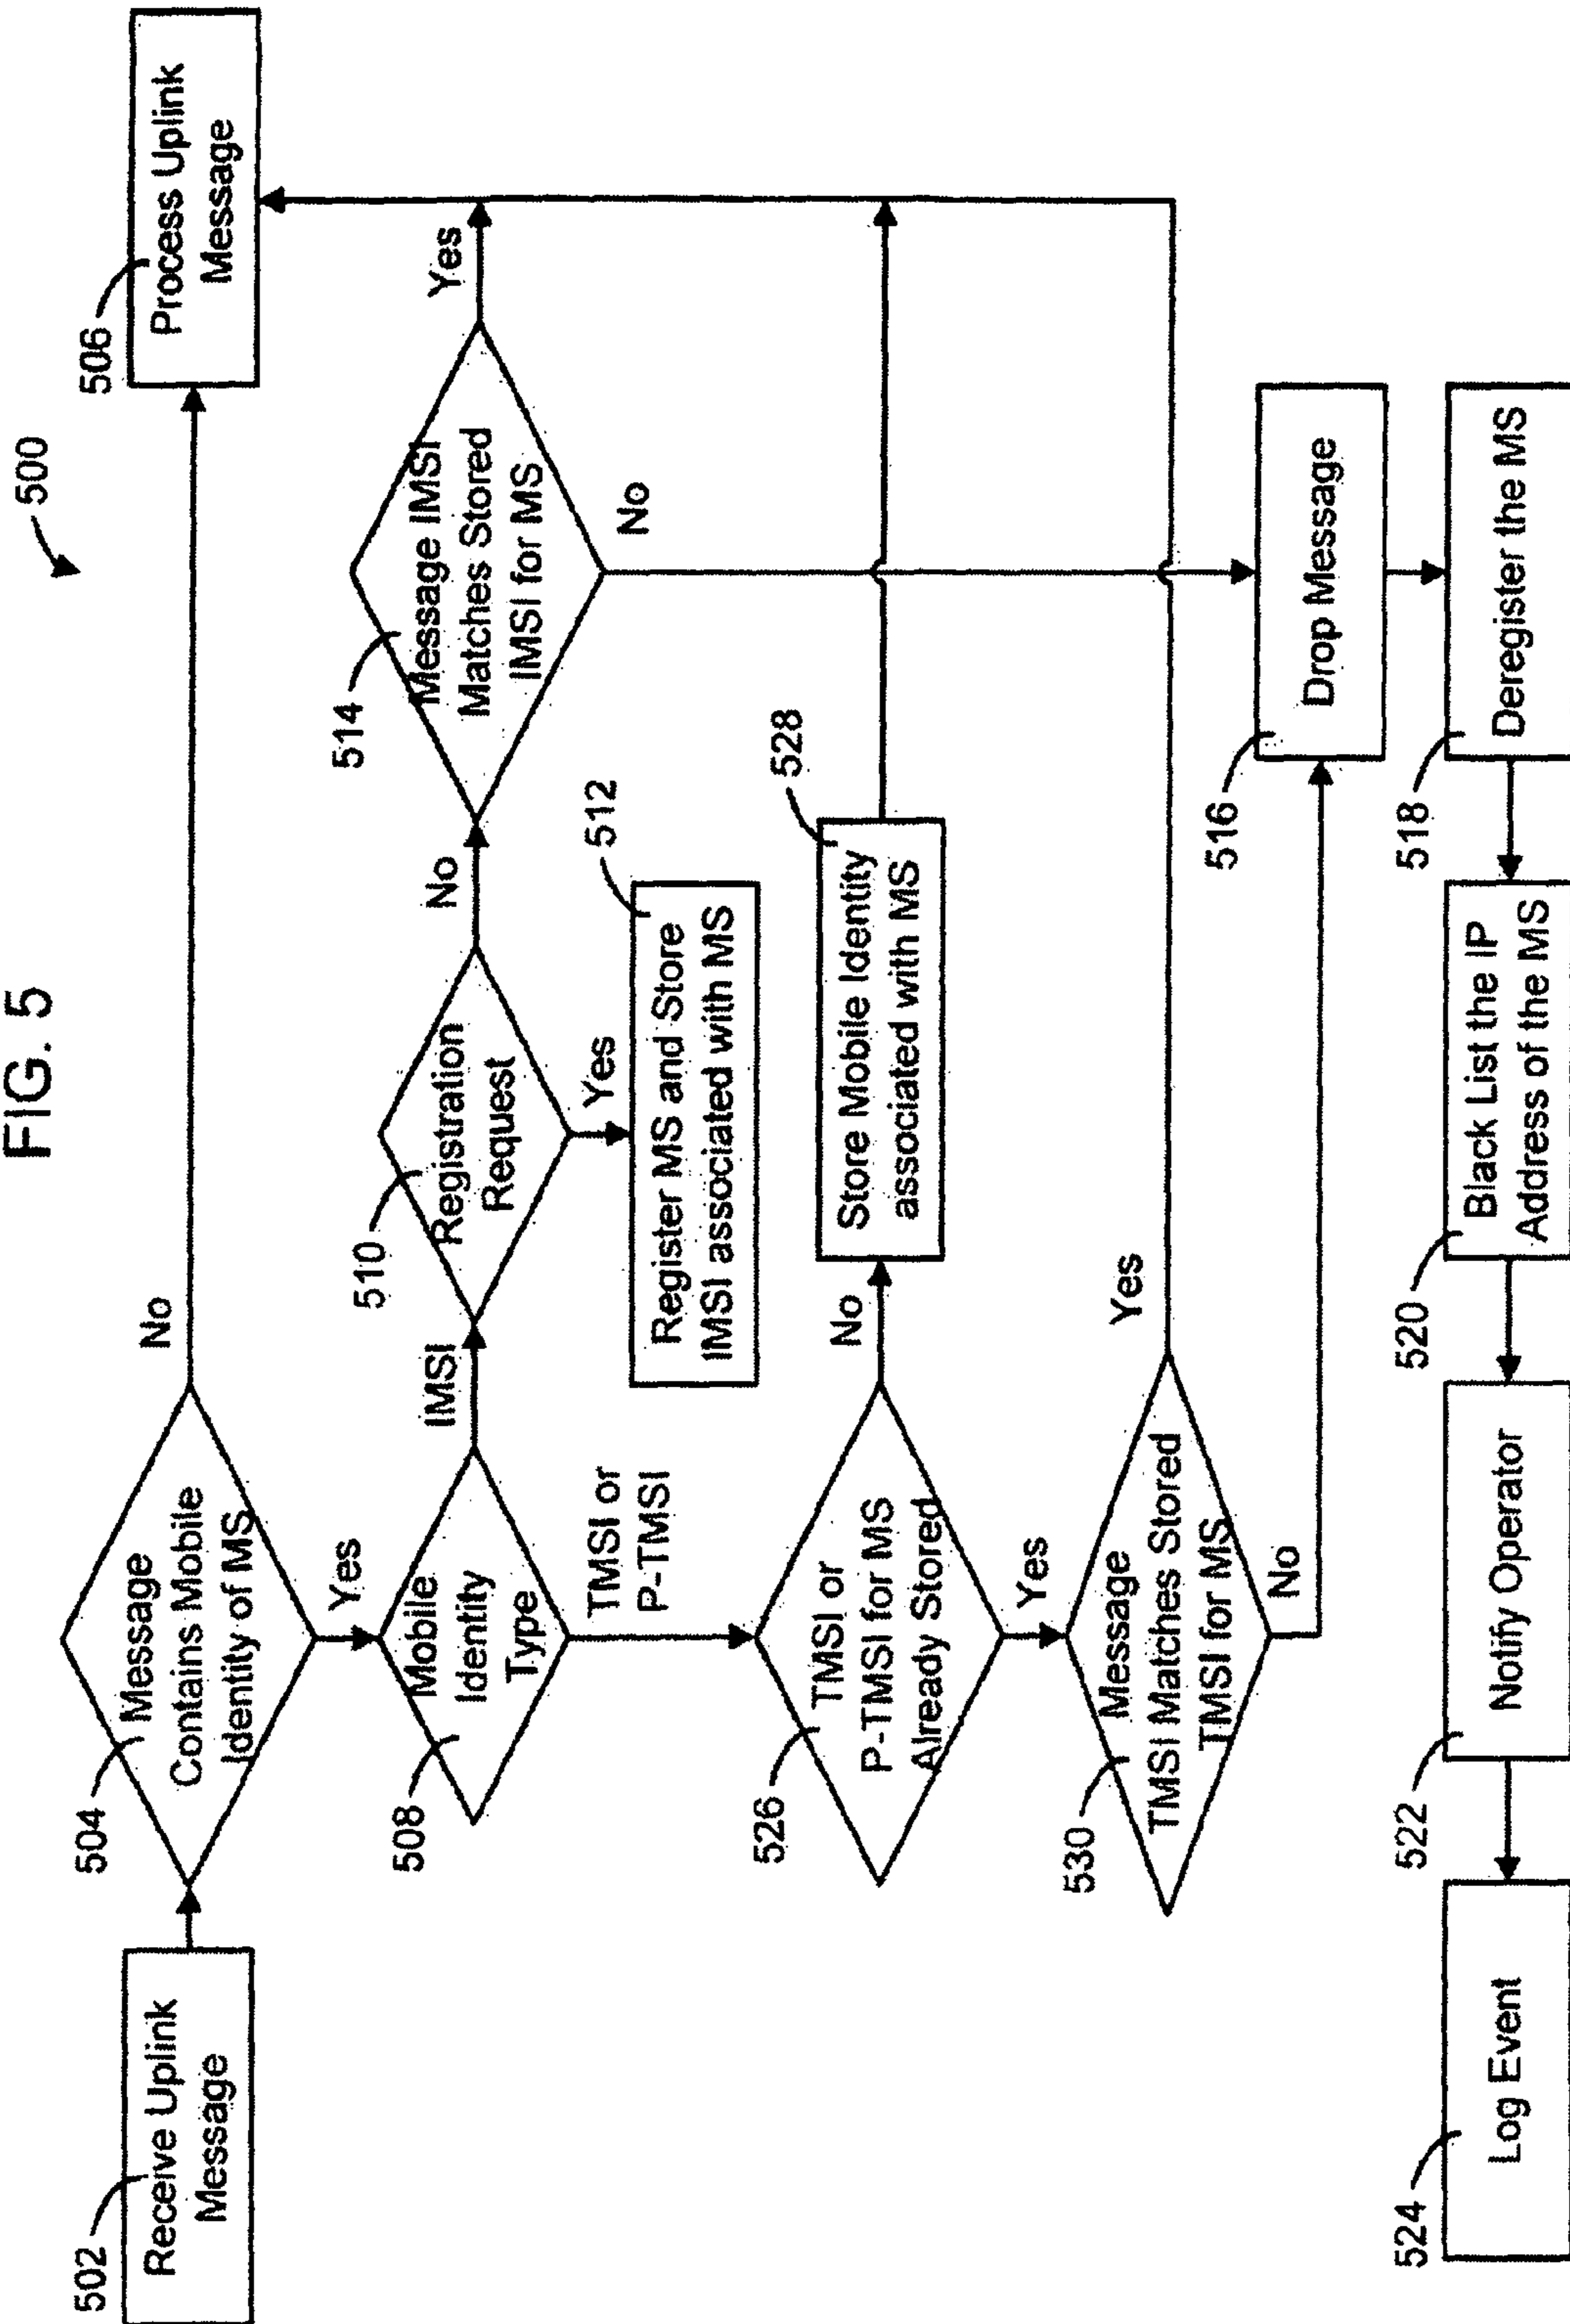 FIG. 5
500
502
Receive Uplink
Message
504
Message
Contains Mobile
Identity of MS
No
506
Process Uplink
Message
Yes
508
Mobile
Identity
Type
IMSI
510
Registration
Request
No
514
Message IMSI
Matches Stored
IMSI for MS
Yes
No
Yes
512
Register MS and Store
IMSI associated with MS
TMSI or
P-TMSI
526
TMSI or
P-TMSI for MS
Already Stored
No
528
Store Mobile Identity
associated with MS
Yes
530
Message
TMSI Matches Stored
TMSI for MS
Yes
No
516
Drop Message
518
Deregister the MS
520
Black List the IP
Address of the MS
522
Notify Operator
524
Log Event